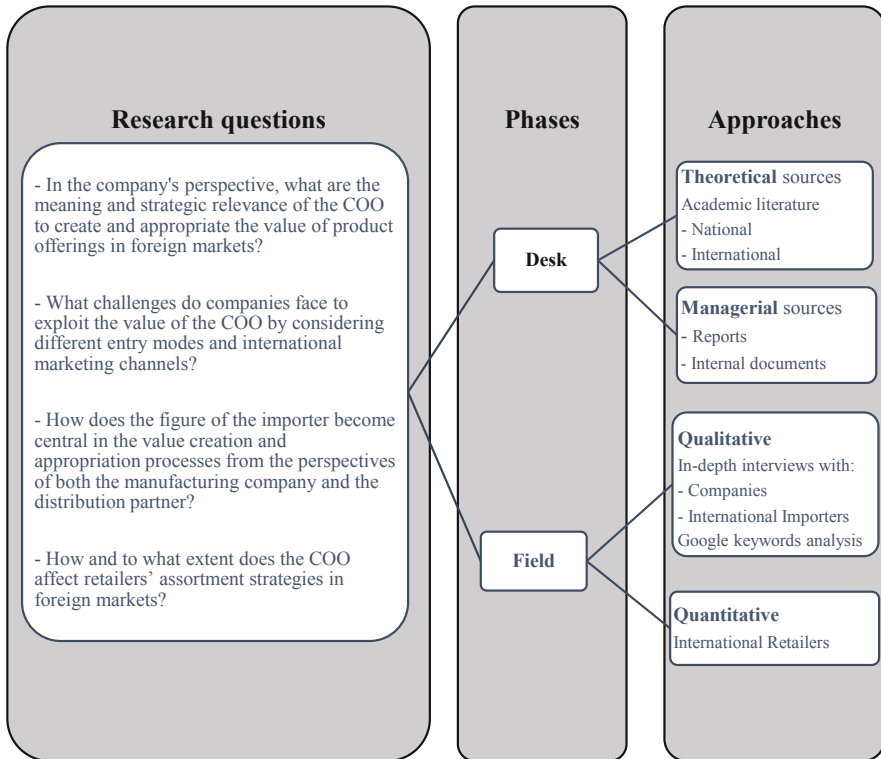 Research questions
- In the company's perspective, what are the
meaning and strategic relevance of the COO
to create and appropriate the value of product
offerings in foreign markets?
- What challenges do companies face to
exploit the value of the COO by considering
different entry modes and international
marketing channels?
- How does the figure of the importer become
central in the value creation and
appropriation processes from the perspectives
of both the manufacturing company and the
distribution partner?
- How and to what extent does the COO
affect retailers’ assortment strategies in
foreign markets?
Phases
Desk
Field
Approaches
Theoretical sources
Academic literature
- National
- International
Managerial sources
- Reports
- Internal documents
Qualitative
In-depth interviews with:
- Companies
- International Importers
Google keywords analysis
Quantitative
International Retailers